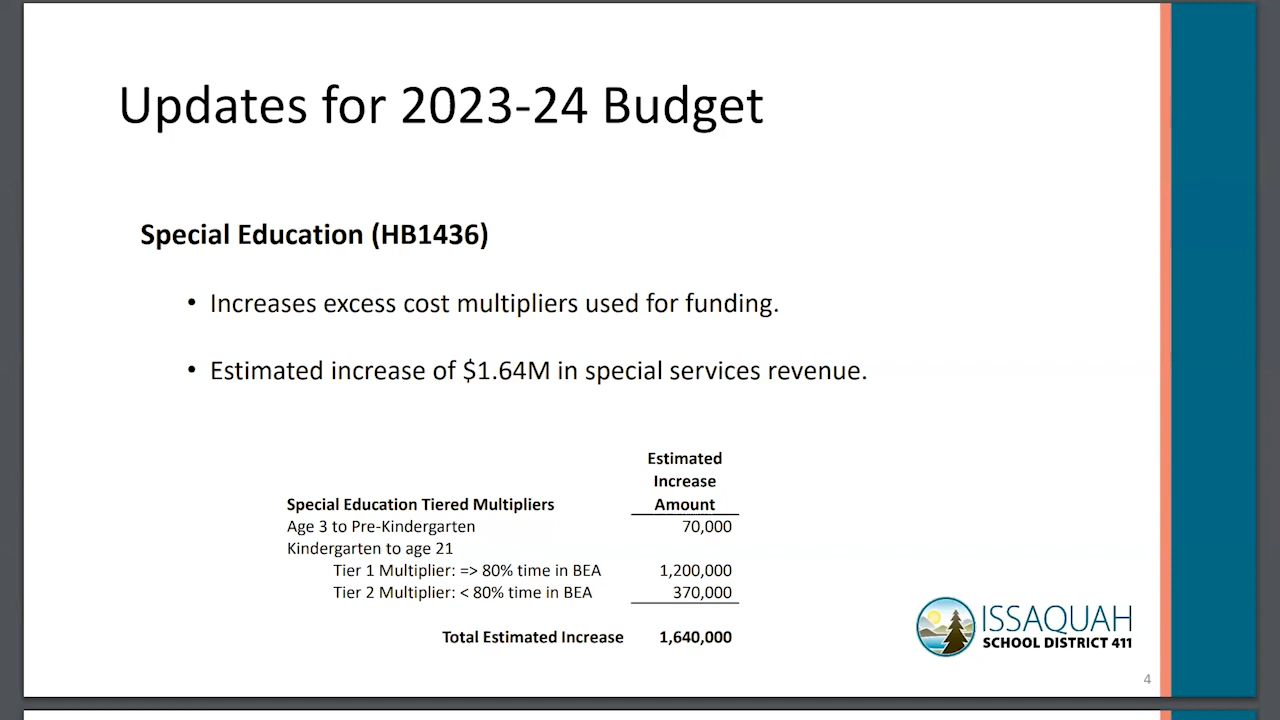 Updates for 2023-24 Budget
Special Education (HB1436)
• Increases excess cost multipliers used for funding.
• Estimated increase of $1.64M in special services revenue.
Estimated
Increase
Special Education Tiered Multipliers Amount
Age 3 to Pre-Kindergarten 70,000
Kindergarten to age 21
Tier 1 Multiplier: => 80% time in BEA 1,200,000
Tier 2 Multiplier: < 80% time in BEA 370,000
Total Estimated Increase 1,640,000
ISSAQUAH
SCHOOL DISTRICT 411
4